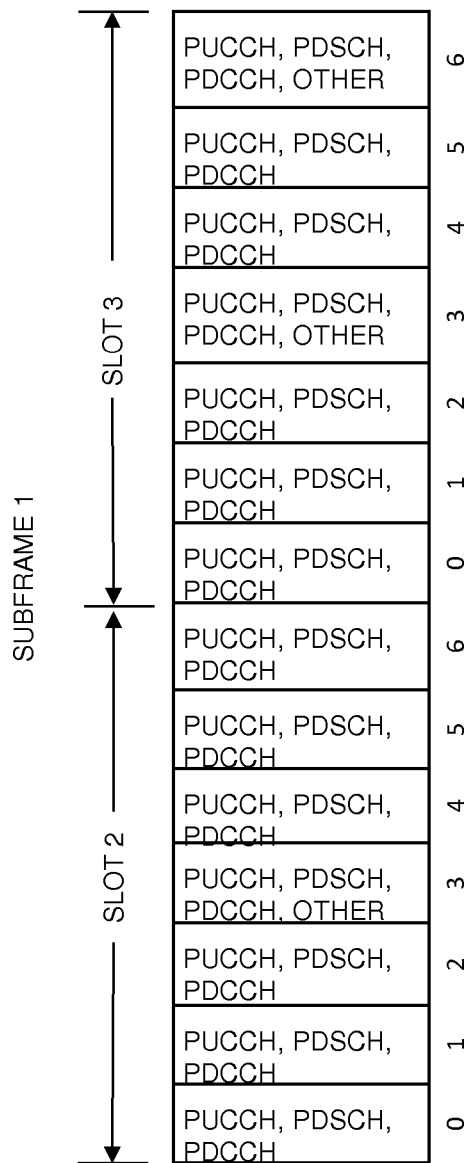 PUCCH, PDSCH,
PDCCH, OTHER
6
PUCCH, PDSCH,
PDCCH
5
PUCCH, PDSCH,
PDCCH
4
PUCCH, PDSCH,
PDCCH, OTHER
3
PUCCH, PDSCH,
PDCCH
2
PUCCH, PDSCH,
PDCCH
1
PUCCH, PDSCH,
PDCCH
0
SLOT 3
SUBFRAME 1
PUCCH, PDSCH,
PDCCH
6
PUCCH, PDSCH,
PDCCH
5
PUCCH, PDSCH,
PDCCH
4
PUCCH, PDSCH,
PDCCH, OTHER
3
PUCCH, PDSCH,
PDCCH
2
PUCCH, PDSCH,
PDCCH
1
PUCCH, PDSCH,
PDCCH
0
SLOT 2